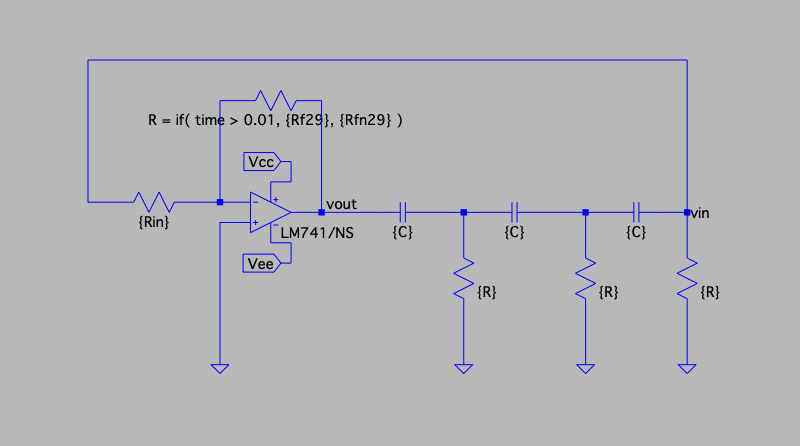 R = if( time > 0.01, {Rf29}, {Rfn29} )
Vcc
vout
vin
{Rin}
−
+
+
−
LM741/NS
{C}
{C}
{C}
Vee
{R}
{R}
{R}